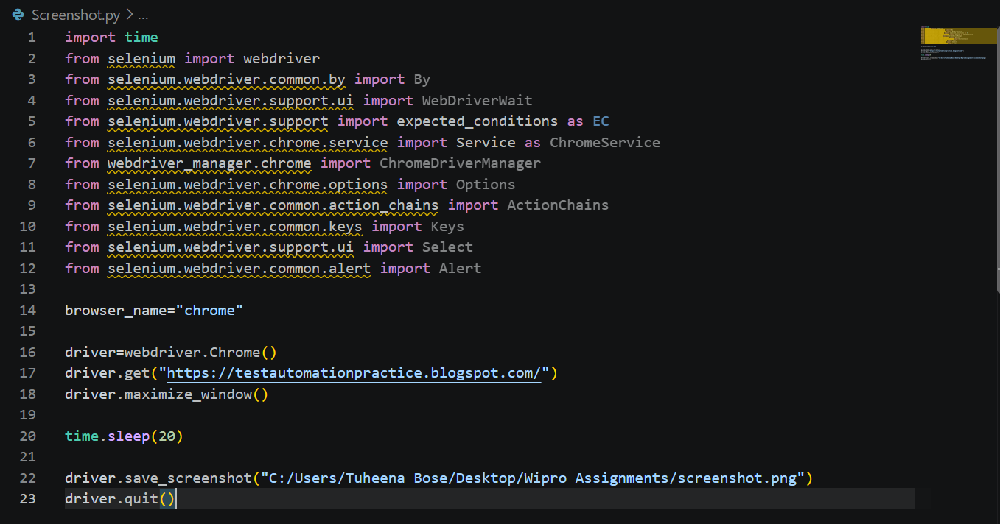 Screenshot.py > ...
1 import time
2 from selenium import webdriver
3 from selenium.webdriver.common.by import By
4 from selenium.webdriver.support.ui import WebDriverWait
5 from selenium.webdriver.support import expected_conditions as EC
6 from selenium.webdriver.chrome.service import Service as ChromeService
7 from webdriver_manager.chrome import ChromeDriverManager
8 from selenium.webdriver.chrome.options import Options
9 from selenium.webdriver.common.action_chains import ActionChains
10 from selenium.webdriver.common.keys import Keys
11 from selenium.webdriver.support.ui import Select
12 from selenium.webdriver.common.alert import Alert
13
14 browser_name="chrome"
15
16 driver=webdriver.Chrome()
17 driver.get("https://testautomationpractice.blogspot.com/")
18 driver.maximize_window()
19
20 time.sleep(20)
21
22 driver.save_screenshot("C:/Users/Tuheena Bose/Desktop/Wipro Assignments/screenshot.png")
23 driver.quit()